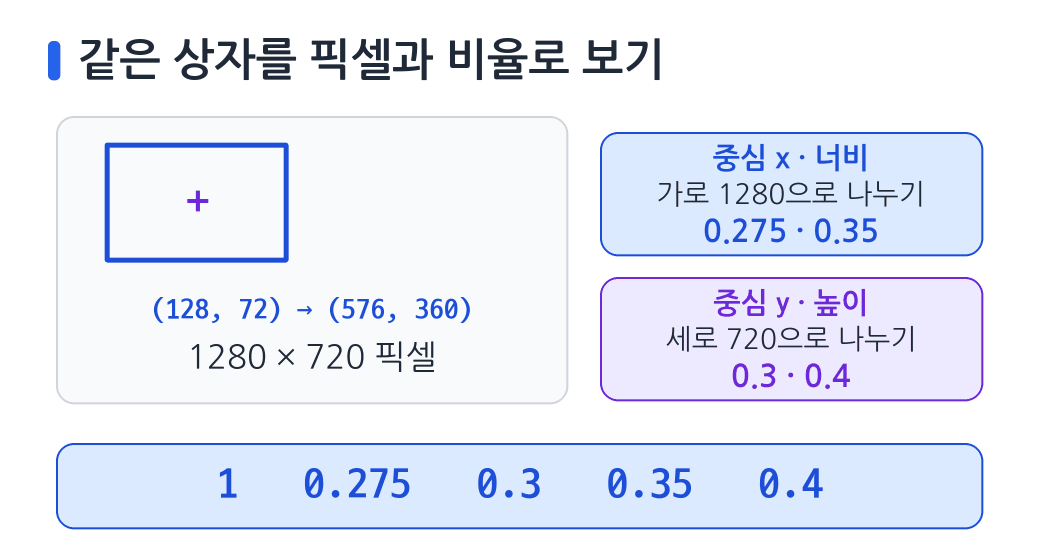 같은 상자를 픽셀과 비율로 보기
+
(128, 72) → (576, 360)
1280 × 720 픽셀
중심 x · 너비
가로 1280으로 나누기
0.275 · 0.35
중심 y · 높이
세로 720으로 나누기
0.3 · 0.4
1 0.275 0.3 0.35 0.4